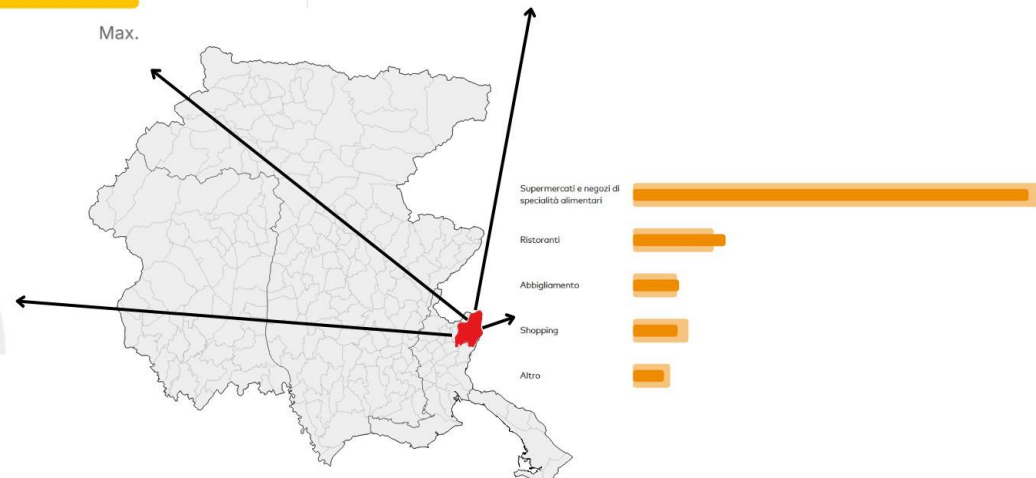 Max.
Supermercati e negozi di
specialità alimentari
Ristoranti
Abbigliamento
Shopping
Altro